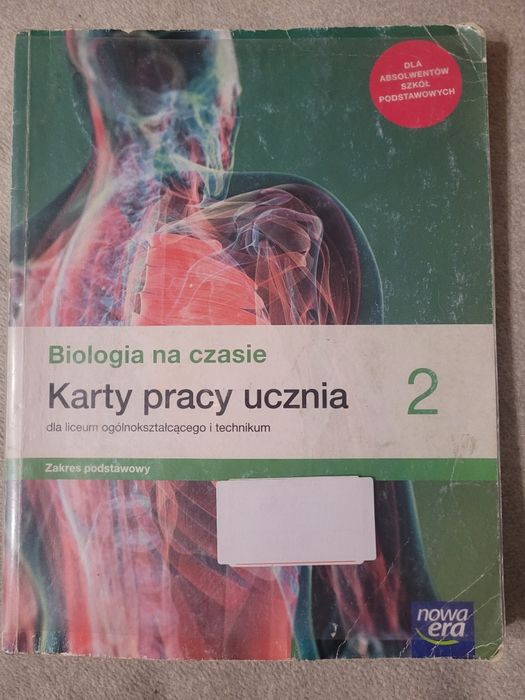 DLA
ABSOLWENTÓW
SZKÓŁ
PODSTAWOWYCH
Biologia na czasie
Karty pracy ucznia 2
dla liceum ogólnokształcącego i technikum
Zakres podstawowy
nowa
era